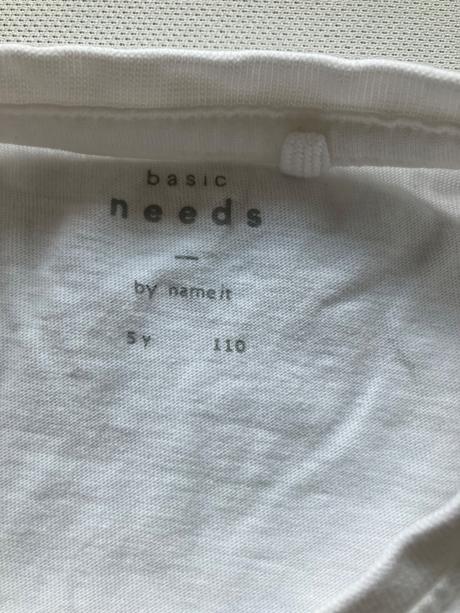 basic
needs
—
by name it
5y 110